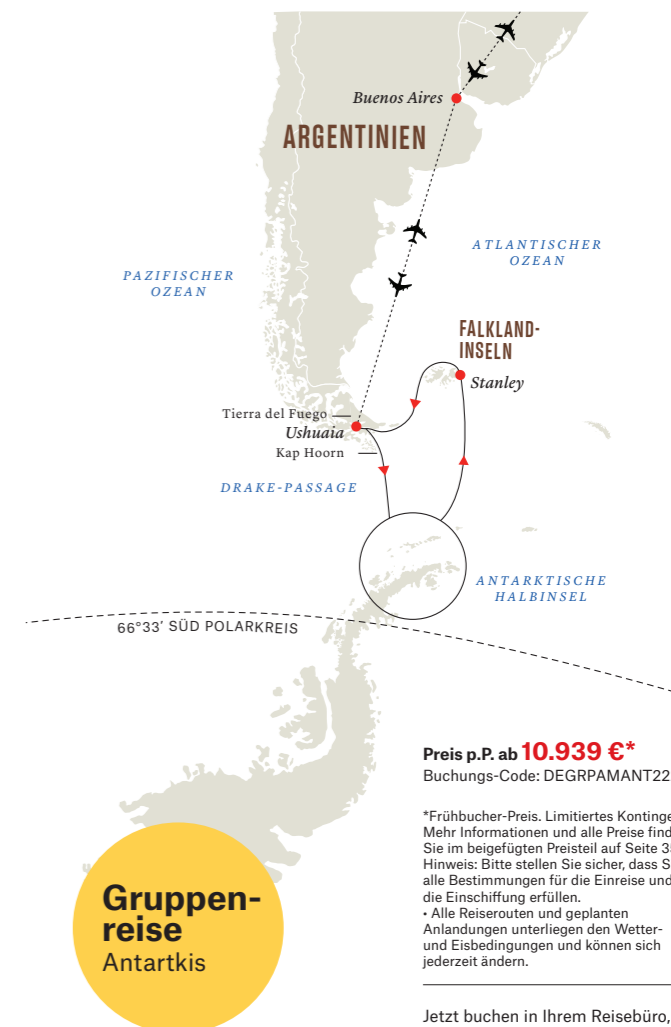 Buenos Aires
ARGENTINIEN
ATLANTISCHER
OZEAN
PAZIFISCHER
OZEAN
FALKLAND-
INSELN
Stanley
Tierra del Fuego
Ushuaia
Kap Hoorn
DRAKE-PASSAGE
ANTARKTISCHE
HALBINSEL
66°33' SÜD POLARKREIS
Preis p.P. ab 10.939 €*
Buchungs-Code: DEGRPAMANT22
*Frühbucher-Preis. Limitiertes
Mehr Informationen und alle Preise
Sie im beigefügten Preisteil auf Seite
Hinweis: Bitte stellen Sie sicher, dass
alle Bestimmungen für die Einreise und
die Einschiffung erfüllen.
• Alle Reiserouten und geplanten
Anlandungen unterliegen den Wetter-
und Eisbedingungen und können sich
jederzeit ändern.
Gruppen-
reise
Antartkis
Jetzt buchen in Ihrem Reisebüro,